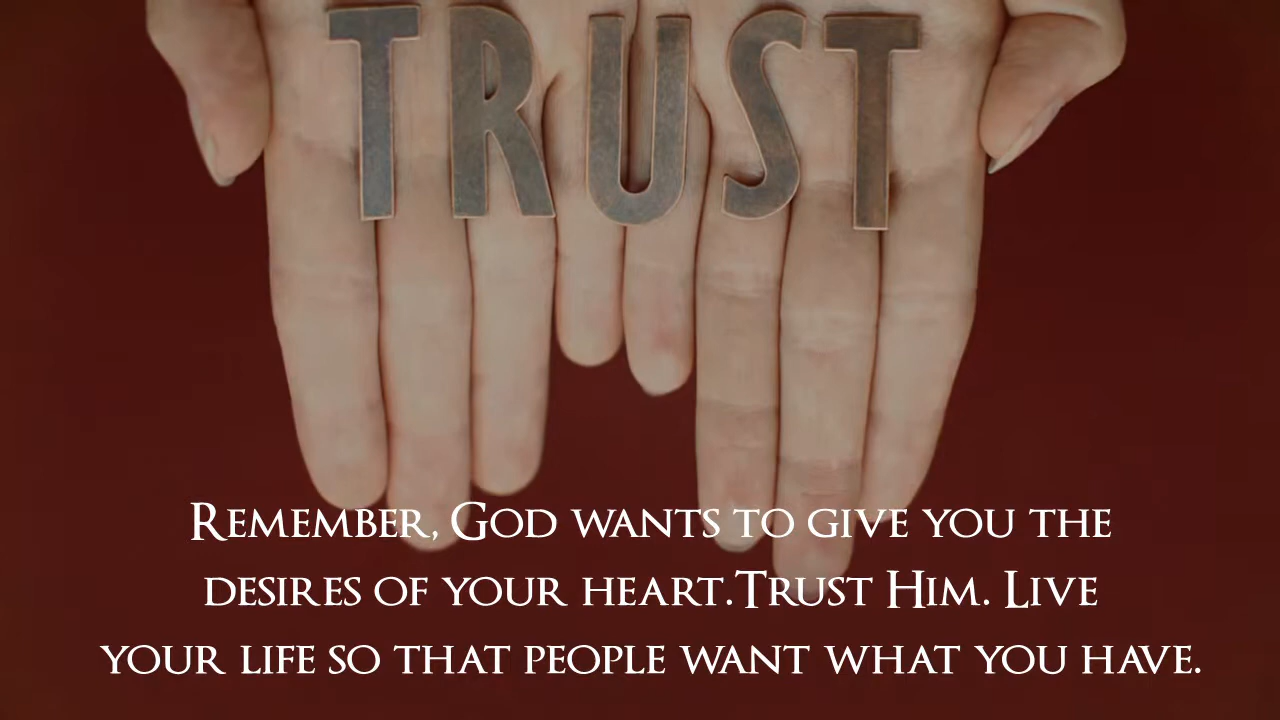 TRUST
Remember, God wants to give you the
desires of your heart.Trust Him. Live
your life so that people want what you have.